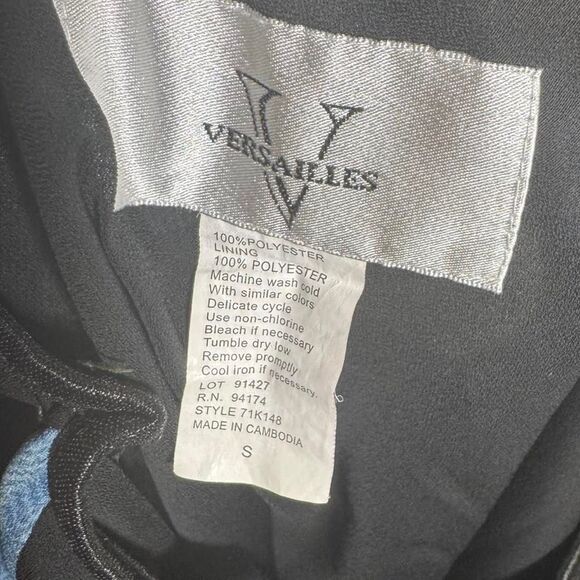 V
VERSAILLES
100%POLYESTER
LINING
100% POLYESTER
Machine wash cold
With similar colors
Delicate cycle
Use non-chlorine
Bleach if necessary
Tumble dry low
Remove promptly
Cool iron if necessary.
LOT 91427
R.N. 94174
STYLE 71K148
MADE IN CAMBODIA
S